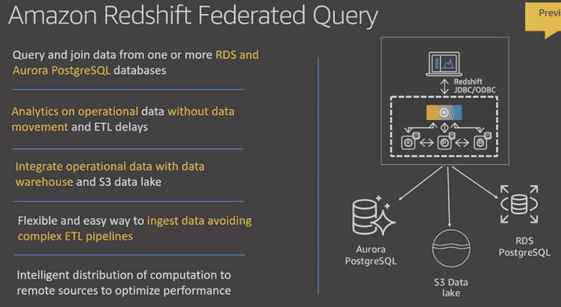 Amazon Redshift Federated Query
Previ
Query and join data from one or more RDS and
Aurora PostgreSQL databases
Analytics on operational data without data
movement and ETL delays
Integrate operational data with data
warehouse and S3 data lake
Flexible and easy way to ingest data avoiding
complex ETL pipelines
Intelligent distribution of computation to
remote sources to optimize performance
Redshift
JDBC/ODBC
Aurora
PostgreSQL
S3 Data
lake
RDS
PostgreSQL